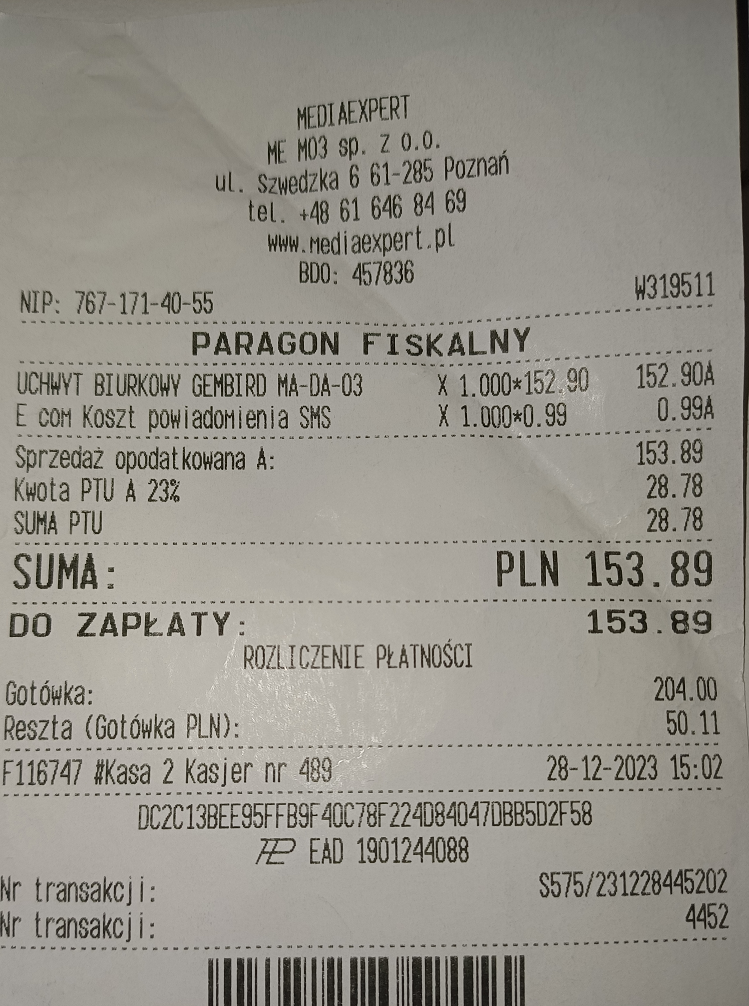 MEDIAEXPERT
ME M03 sp. Z O.O.
ul. Szwedzka 6 61-285 Poznań
tel. +48 61 646 84 69
www.mediaexpert.pl
BDO: 457836
NIP: 767-171-40-55 W319511
PARAGON FISKALNY
UCHWYT BIURKOWY GEMBIRD MA-DA-03 X 1.000*152.90 152.90A
E COM Koszt powiadomienia SMS X 1.000*0.99 0.99A
Sprzedaż opodatkowana A: 153.89
Kwota PTU A 23% 28.78
SUMA PTU 28.78
SUMA: PLN 153.89
DO ZAPŁATY: 153.89
ROZLICZENIE PŁATNOŚCI
Gotówka: 204.00
Reszta (Gotówka PLN): 50.11
F116747 #Kasa 2 Kasjer nr 489 28-12-2023 15:02
DC2C13BEE95FFB9F40C78F224D84047DBB5D2F58
EAD 1901244088
Nr transakcji: S575/231228445202
Nr transakcji: 4452